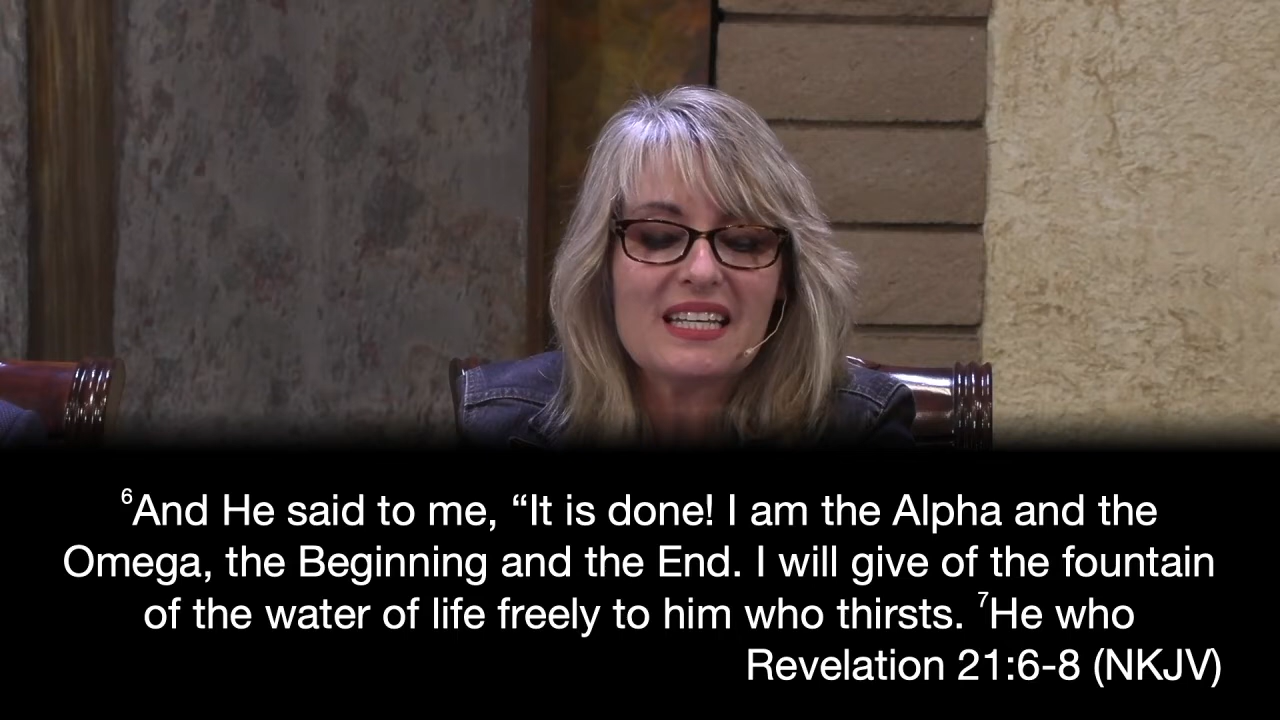 ⁶And He said to me, “It is done! I am the Alpha and the
Omega, the Beginning and the End. I will give of the fountain
of the water of life freely to him who thirsts. ⁷He who
Revelation 21:6-8 (NKJV)